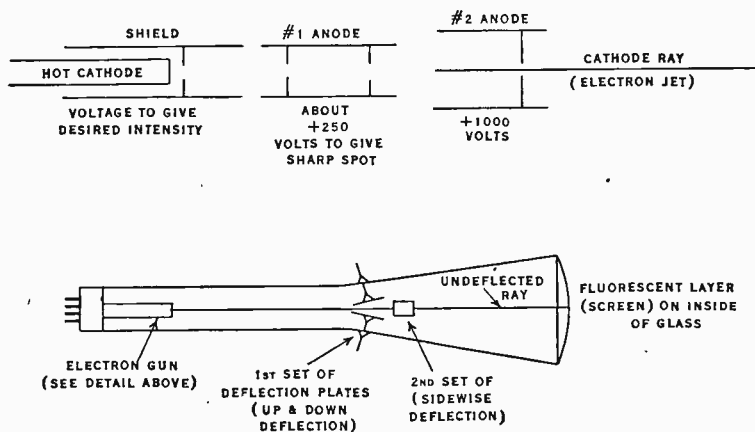 SHIELD
#1 ANODE
#2 ANODE
HOT CATHODE
CATHODE RAY
(ELECTRON JET)
VOLTAGE TO GIVE
DESIRED INTENSITY
ABOUT
+250
VOLTS TO GIVE
SHARP SPOT
+1000
VOLTS
UNDEFLECTED
RAY
FLUORESCENT LAYER
(SCREEN) ON INSIDE
OF GLASS
ELECTRON GUN
(SEE DETAIL ABOVE)
1ST SET OF
DEFLECTION PLATES
(UP & DOWN
DEFLECTION)
2ND SET OF
(SIDEWISE
DEFLECTION)